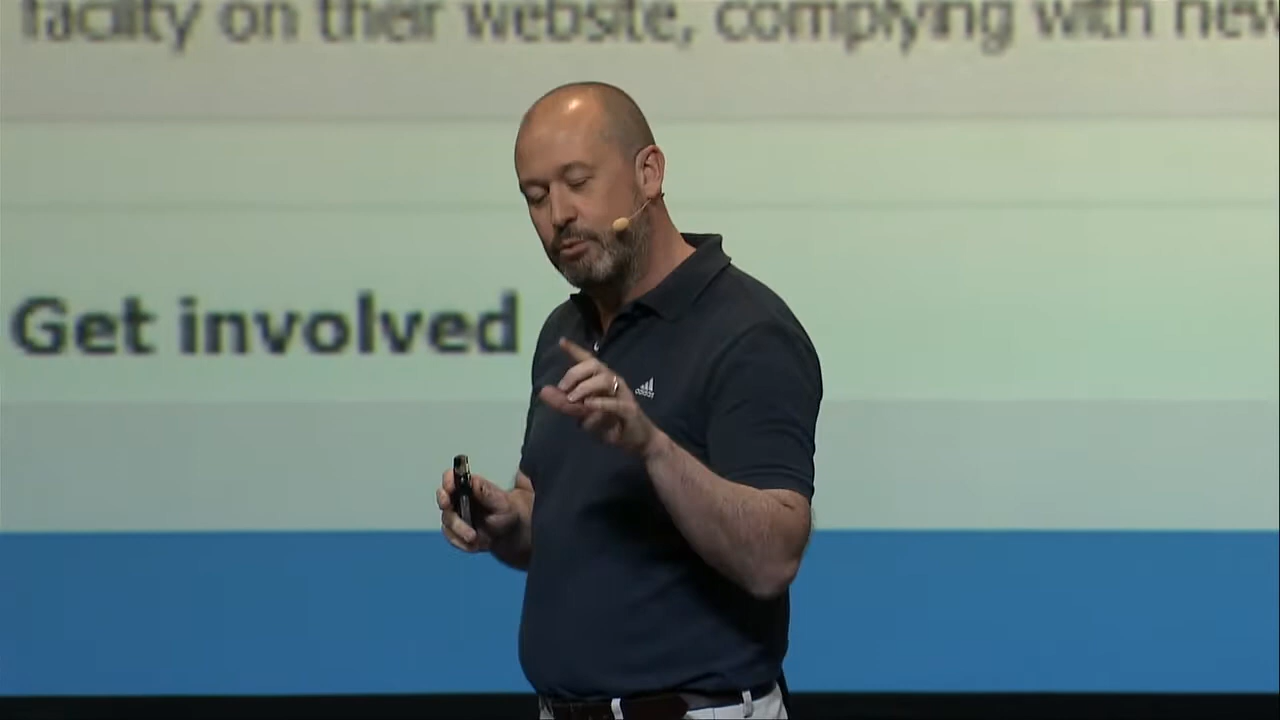 facility on their website, complying with new
Get involved
adidas